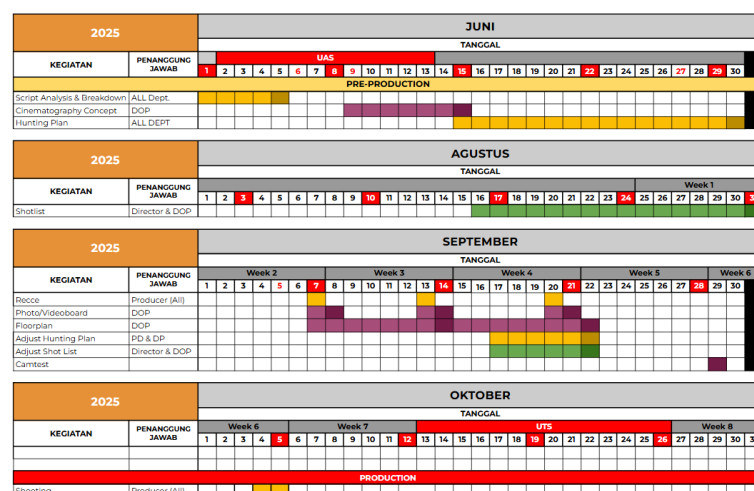 2025 JUNI
TANGGAL
KEGIATAN PENANGGUNG JAWAB UAS
1 2 3 4 5 6 7 8 9 10 11 12 13 14 15 16 17 18 19 20 21 22 23 24 25 26 27 28 29 30
PRE-PRODUCTION
Script Analysis & Breakdown ALL Dept.
Cinematography Concept DOP
Hunting Plan ALL DEPT
2025 AGUSTUS
TANGGAL
KEGIATAN PENANGGUNG JAWAB Week 1
1 2 3 4 5 6 7 8 9 10 11 12 13 14 15 16 17 18 19 20 21 22 23 24 25 26 27 28 29 30
Shotlist Director & DOP
2025 SEPTEMBER
TANGGAL
KEGIATAN PENANGGUNG JAWAB Week 2 Week 3 Week 4 Week 5 Week 6
1 2 3 4 5 6 7 8 9 10 11 12 13 14 15 16 17 18 19 20 21 22 23 24 25 26 27 28 29 30
Recce Producer (All)
Photo/Videoboard DOP
Floorplan DOP
Adjust Hunting Plan PD & DP
Adjust Shot List Director & DOP
Camtest
2025 OKTOBER
TANGGAL
KEGIATAN PENANGGUNG JAWAB Week 6 Week 7 UTS Week 8
1 2 3 4 5 6 7 8 9 10 11 12 13 14 15 16 17 18 19 20 21 22 23 24 25 26 27 28 29 30
PRODUCTION
Shooting Producer (All)